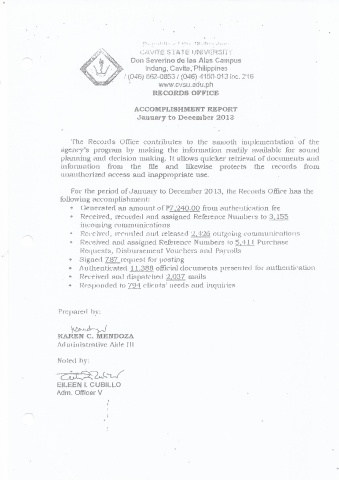 Republic of the Philippines
CAVITE STATE UNIVERSITY
Don Severino de las Alas Campus
Indang, Cavite, Philippines
(046) 862-0853 / (046) 4150-013 loc. 216
www.cvsu.edu.ph
RECORDS OFFICE
ACCOMPLISHMENT REPORT
January to December 2013
The Records Office contributes to the smooth implementation of the
agency's program by making the information readily available for sound
planning and decision making. It allows quicker retrieval of documents and
information from the file and likewise protects the records from
unauthorized access and inappropriate use.
For the period of January to December 2013, the Records Office has the
following accomplishment:
• Generated an amount of ₱7,240.00 from authentication fee
• Received, recorded and assigned Reference Numbers to 3,155
incoming communications
• Received, recorded and released 2,426 outgoing communications
• Received and assigned Reference Numbers to 5,411 Purchase
Requests, Disbursement Vouchers and Payrolls
• Signed 787 request for posting
• Authenticated 11,388 official documents presented for authentication
• Received and dispatched 2,037 mails
• Responded to 794 clients' needs and inquiries
Prepared by:
KAREN C. MENDOZA
Administrative Aide III
Noted by:
EILEEN I. CUBILLO
Adm. Officer V